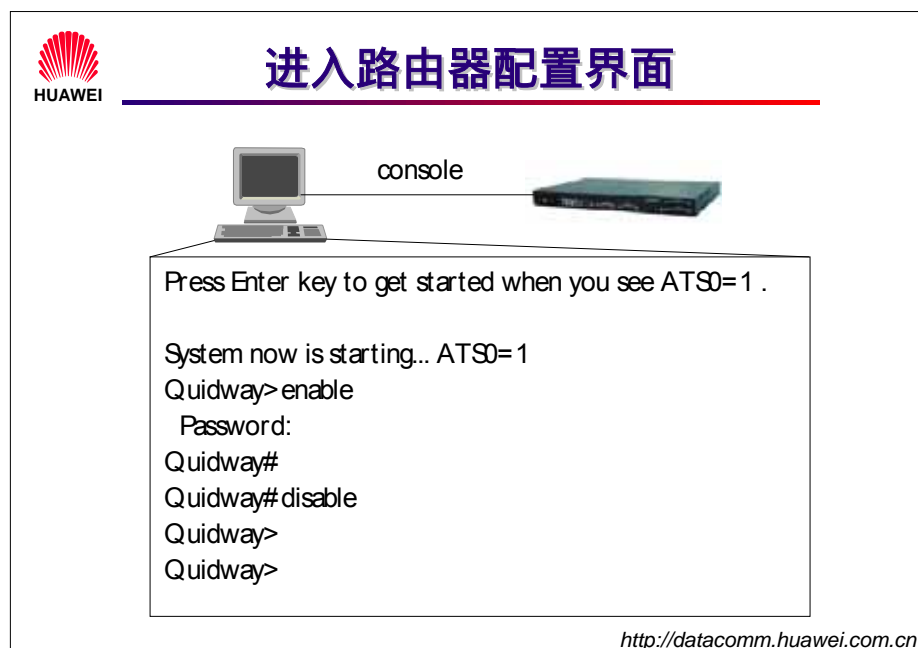 HUAWEI
进入路由器配置界面
console
Press Enter key to get started when you see ATS0=1 .
System now is starting... ATS0=1
Quidway>enable
Password:
Quidway#
Quidway#disable
Quidway>
Quidway>
http://datacomm.huawei.com.cn